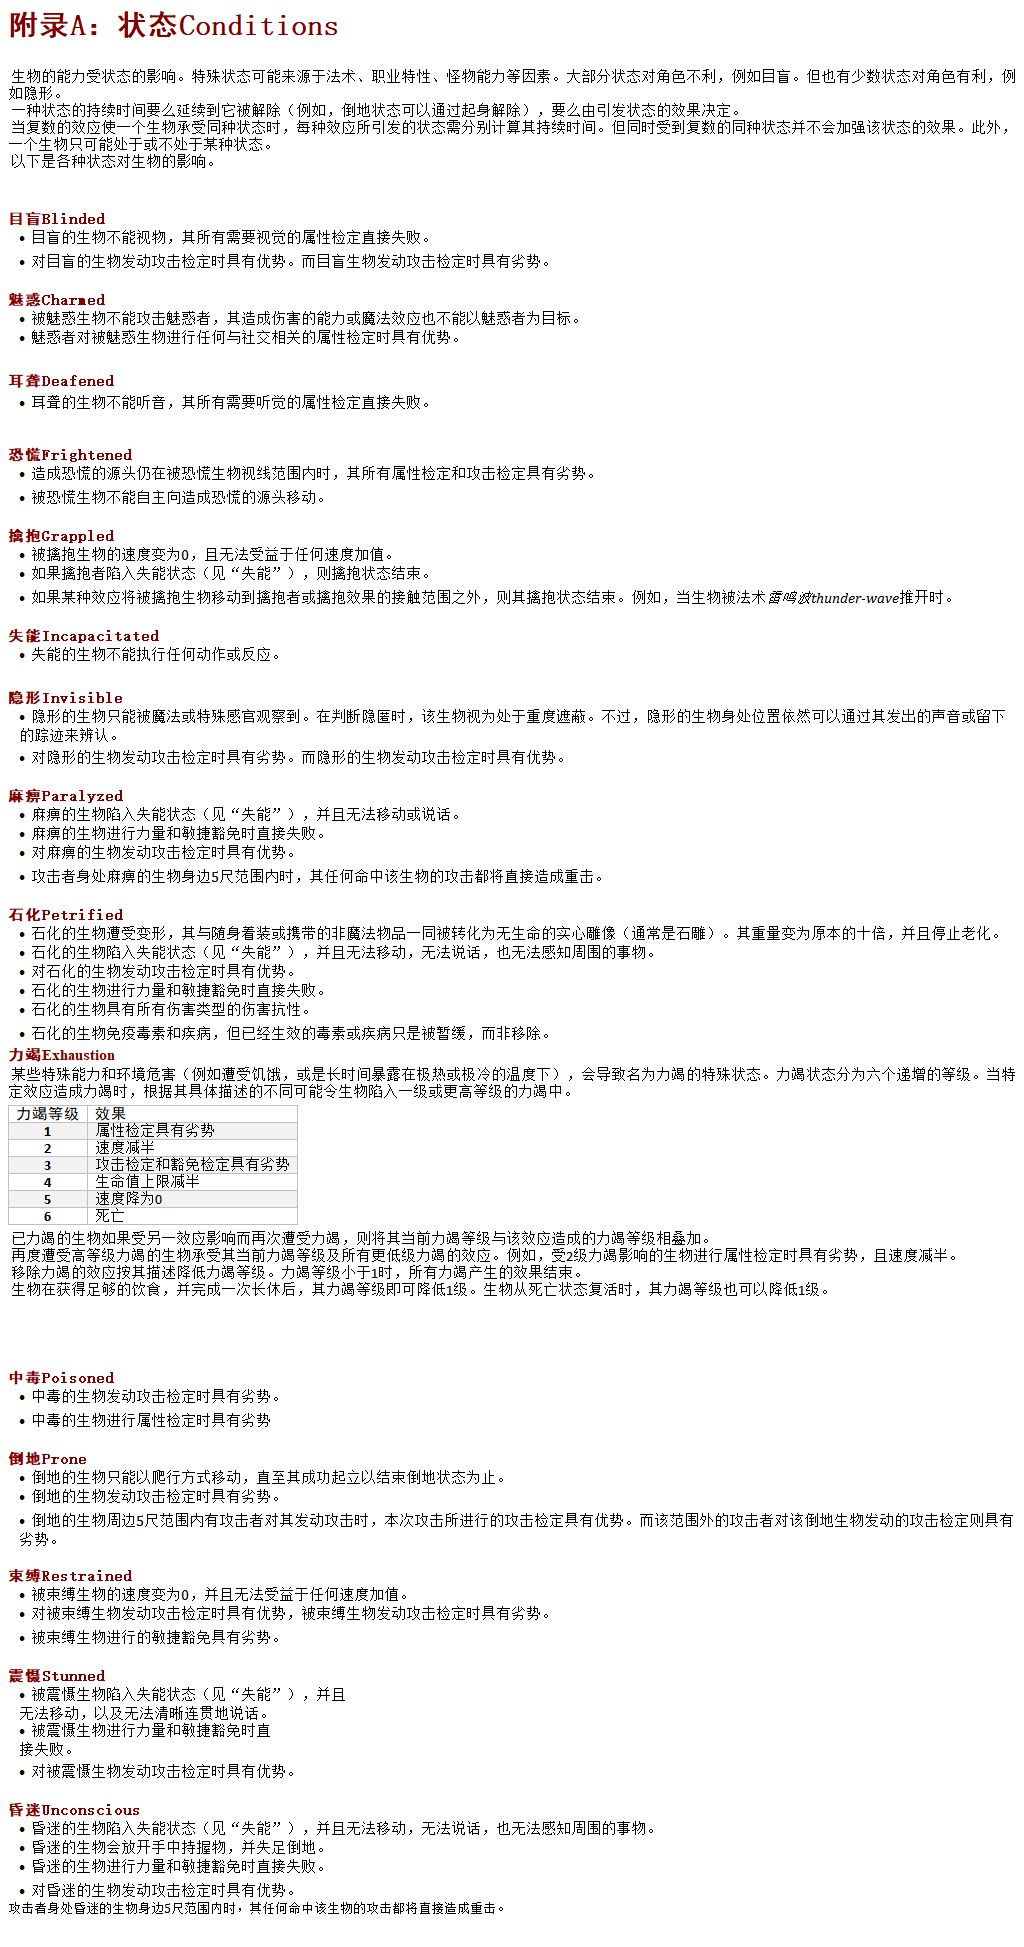 附录A：状态Conditions
生物的能力受状态的影响。特殊状态可能来源于法术、职业特性、怪物能力等因素。大部分状态对角色不利，例如目盲。但也有少数状态对角色有利，例
如隐形。
一种状态的持续时间要么延续到它被解除（例如，倒地状态可以通过起身解除），要么由引发状态的效果决定。
当复数的效应使一个生物承受同种状态时，每种效应所引发的状态需分别计算其持续时间。但同时受到复数的同种状态并不会加强该状态的效果。此外，
一个生物只可能处于或不处于某种状态。
以下是各种状态对生物的影响。
目盲Blinded
• 目盲的生物不能视物，其所有需要视觉的属性检定直接失败。
• 对目盲的生物发动攻击检定时具有优势。而目盲生物发动攻击检定时具有劣势。
魅惑Charmed
• 被魅惑生物不能攻击魅惑者，其造成伤害的能力或魔法效应也不能以魅惑者为目标。
• 魅惑者对被魅惑生物进行任何与社交相关的属性检定时具有优势。
耳聋Deafened
• 耳聋的生物不能听音，其所有需要听觉的属性检定直接失败。
恐慌Frightened
• 造成恐慌的源头仍在被恐慌生物视线范围内时，其所有属性检定和攻击检定具有劣势。
• 被恐慌生物不能自主向造成恐慌的源头移动。
擒抱Grappled
• 被擒抱生物的速度变为0，且无法受益于任何速度加值。
• 如果擒抱者陷入失能状态（见“失能”），则擒抱状态结束。
• 如果某种效应将被擒抱生物移动到擒抱者或擒抱效果的接触范围之外，则其擒抱状态结束。例如，当生物被法术雷鸣波thunder-wave推开时。
失能Incapacitated
• 失能的生物不能执行任何动作或反应。
隐形Invisible
• 隐形的生物只能被魔法或特殊感官观察到。在判断隐匿时，该生物视为处于重度遮蔽。不过，隐形的生物身处位置依然可以通过其发出的声音或留下
的踪迹来辨认。
• 对隐形的生物发动攻击检定时具有劣势。而隐形的生物发动攻击检定时具有优势。
麻痹Paralyzed
• 麻痹的生物陷入失能状态（见“失能”），并且无法移动或说话。
• 麻痹的生物进行力量和敏捷豁免时直接失败。
• 对麻痹的生物发动攻击检定时具有优势。
• 攻击者身处麻痹的生物身边5尺范围内时，其任何命中该生物的攻击都将直接造成重击。
石化Petrified
• 石化的生物遭受变形，其与随身着装或携带的非魔法物品一同被转化为无生命的实心雕像（通常是石雕）。其重量变为原本的十倍，并且停止老化。
• 石化的生物陷入失能状态（见“失能”），并且无法移动，无法说话，也无法感知周围的事物。
• 对石化的生物发动攻击检定时具有优势。
• 石化的生物进行力量和敏捷豁免时直接失败。
• 石化的生物具有所有伤害类型的伤害抗性。
• 石化的生物免疫毒素和疾病，但已经生效的毒素或疾病只是被暂缓，而非移除。
力竭Exhaustion
某些特殊能力和环境危害（例如遭受饥饿，或是长时间暴露在极热或极冷的温度下），会导致名为力竭的特殊状态。力竭状态分为六个递增的等级。当特
定效应造成力竭时，根据其具体描述的不同可能令生物陷入一级或更高等级的力竭中。
力竭等级 效果
1 属性检定具有劣势
2 速度减半
3 攻击检定和豁免检定具有劣势
4 生命值上限减半
5 速度降为0
6 死亡
已力竭的生物如果受另一效应影响而再次遭受力竭，则将其当前力竭等级与该效应造成的力竭等级相叠加。
再度遭受高等级力竭的生物承受其当前力竭等级及所有更低级力竭的效应。例如，受2级力竭影响的生物进行属性检定时具有劣势，且速度减半。
移除力竭的效应按其描述降低力竭等级。力竭等级小于1时，所有力竭产生的效果结束。
生物在获得足够的饮食，并完成一次长休后，其力竭等级即可降低1级。生物从死亡状态复活时，其力竭等级也可以降低1级。
中毒Poisoned
• 中毒的生物发动攻击检定时具有劣势。
• 中毒的生物进行属性检定时具有劣势
倒地Prone
• 倒地的生物只能以爬行方式移动，直至其成功起立以结束倒地状态为止。
• 倒地的生物发动攻击检定时具有劣势。
• 倒地的生物周边5尺范围内有攻击者对其发动攻击时，本次攻击所进行的攻击检定具有优势。而该范围外的攻击者对该倒地生物发动的攻击检定则具有
劣势。
束缚Restrained
• 被束缚生物的速度变为0，并且无法受益于任何速度加值。
• 对被束缚生物发动攻击检定时具有优势，被束缚生物发动攻击检定时具有劣势。
• 被束缚生物进行的敏捷豁免具有劣势。
震慑Stunned
• 被震慑生物陷入失能状态（见“失能”），并且
无法移动，以及无法清晰连贯地说话。
• 被震慑生物进行力量和敏捷豁免时直
接失败。
• 对被震慑生物发动攻击检定时具有优势。
昏迷Unconscious
• 昏迷的生物陷入失能状态（见“失能”），并且无法移动，无法说话，也无法感知周围的事物。
• 昏迷的生物会放开手中持握物，并失足倒地。
• 昏迷的生物进行力量和敏捷豁免时直接失败。
• 对昏迷的生物发动攻击检定时具有优势。
攻击者身处昏迷的生物身边5尺范围内时，其任何命中该生物的攻击都将直接造成重击。